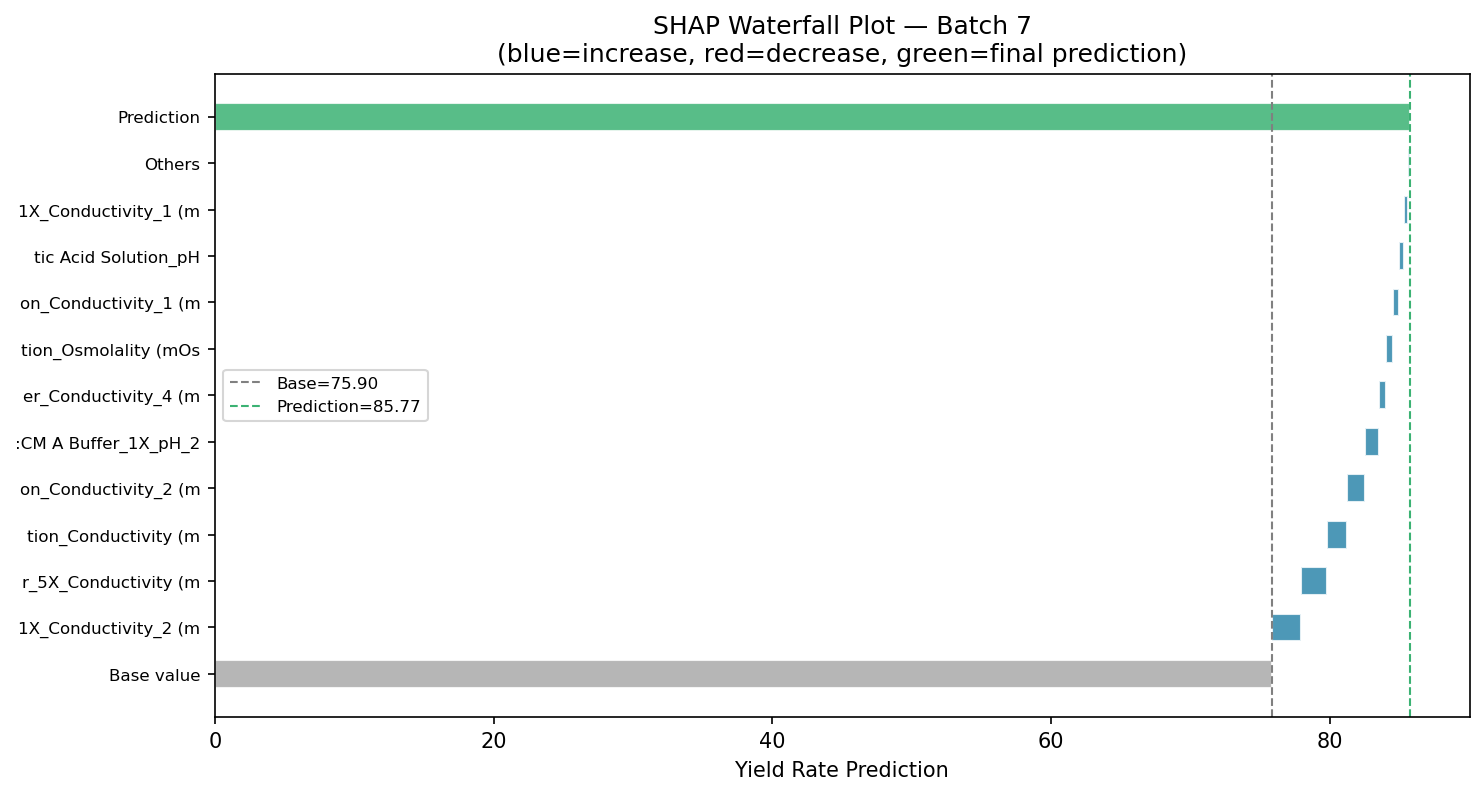 SHAP Waterfall Plot — Batch 7
(blue=increase, red=decrease, green=final prediction)
Prediction
Others
1X_Conductivity_1 (m
tic Acid Solution_pH
on_Conductivity_1 (m
tion_Osmolality (mOs
er_Conductivity_4 (m
:CM A Buffer_1X_pH_2
on_Conductivity_2 (m
tion_Conductivity (m
r_5X_Conductivity (m
1X_Conductivity_2 (m
Base value
Base=75.90
Prediction=85.77
0 20 40 60 80
Yield Rate Prediction